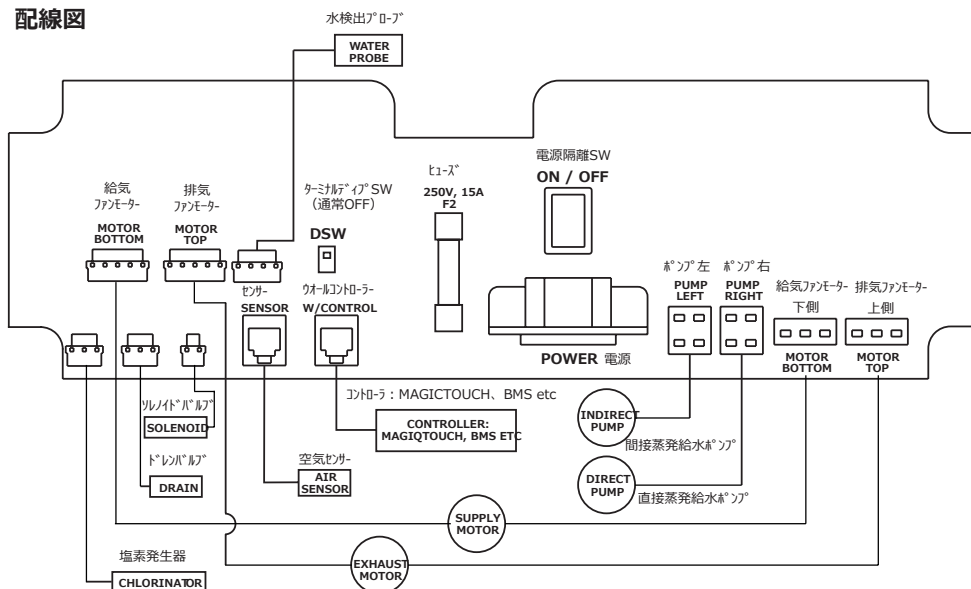 配線図
水検出ﾌﾟﾛｰﾌﾞ
WATER
PROBE
給気
ﾌｧﾝﾓｰﾀｰ
MOTOR
BOTTOM
排気
ﾌｧﾝﾓｰﾀｰ
MOTOR
TOP
ﾀｰﾐﾅﾙﾃﾞｨﾌﾟSW
(通常OFF)
DSW
ﾋｭｰｽﾞ
250V, 15A
F2
電源隔離SW
ON / OFF
ｾﾝｻｰ
SENSOR
ｳｵｰﾙｺﾝﾄﾛｰﾗｰ
W/CONTROL
POWER 電源
ﾎﾟﾝﾌﾟ左
PUMP
LEFT
ﾎﾟﾝﾌﾟ右
PUMP
RIGHT
給気ﾌｧﾝﾓｰﾀｰ
下側
MOTOR
BOTTOM
排気ﾌｧﾝﾓｰﾀｰ
上側
MOTOR
TOP
ｿﾚﾉｲﾄﾞﾊﾞﾙﾌﾞ
SOLENOID
ﾄﾞﾚﾝﾊﾞﾙﾌﾞ
DRAIN
ｺﾝﾄﾛｰﾗ：MAGICTOUCH、BMS etc
CONTROLLER:
MAGIQTOUCH, BMS ETC
空気ｾﾝｻｰ
AIR
SENSOR
INDIRECT
PUMP
間接蒸発給水ﾎﾟﾝﾌﾟ
DIRECT
PUMP
直接蒸発給水ﾎﾟﾝﾌﾟ
SUPPLY
MOTOR
EXHAUST
MOTOR
塩素発生器
CHLORINATOR